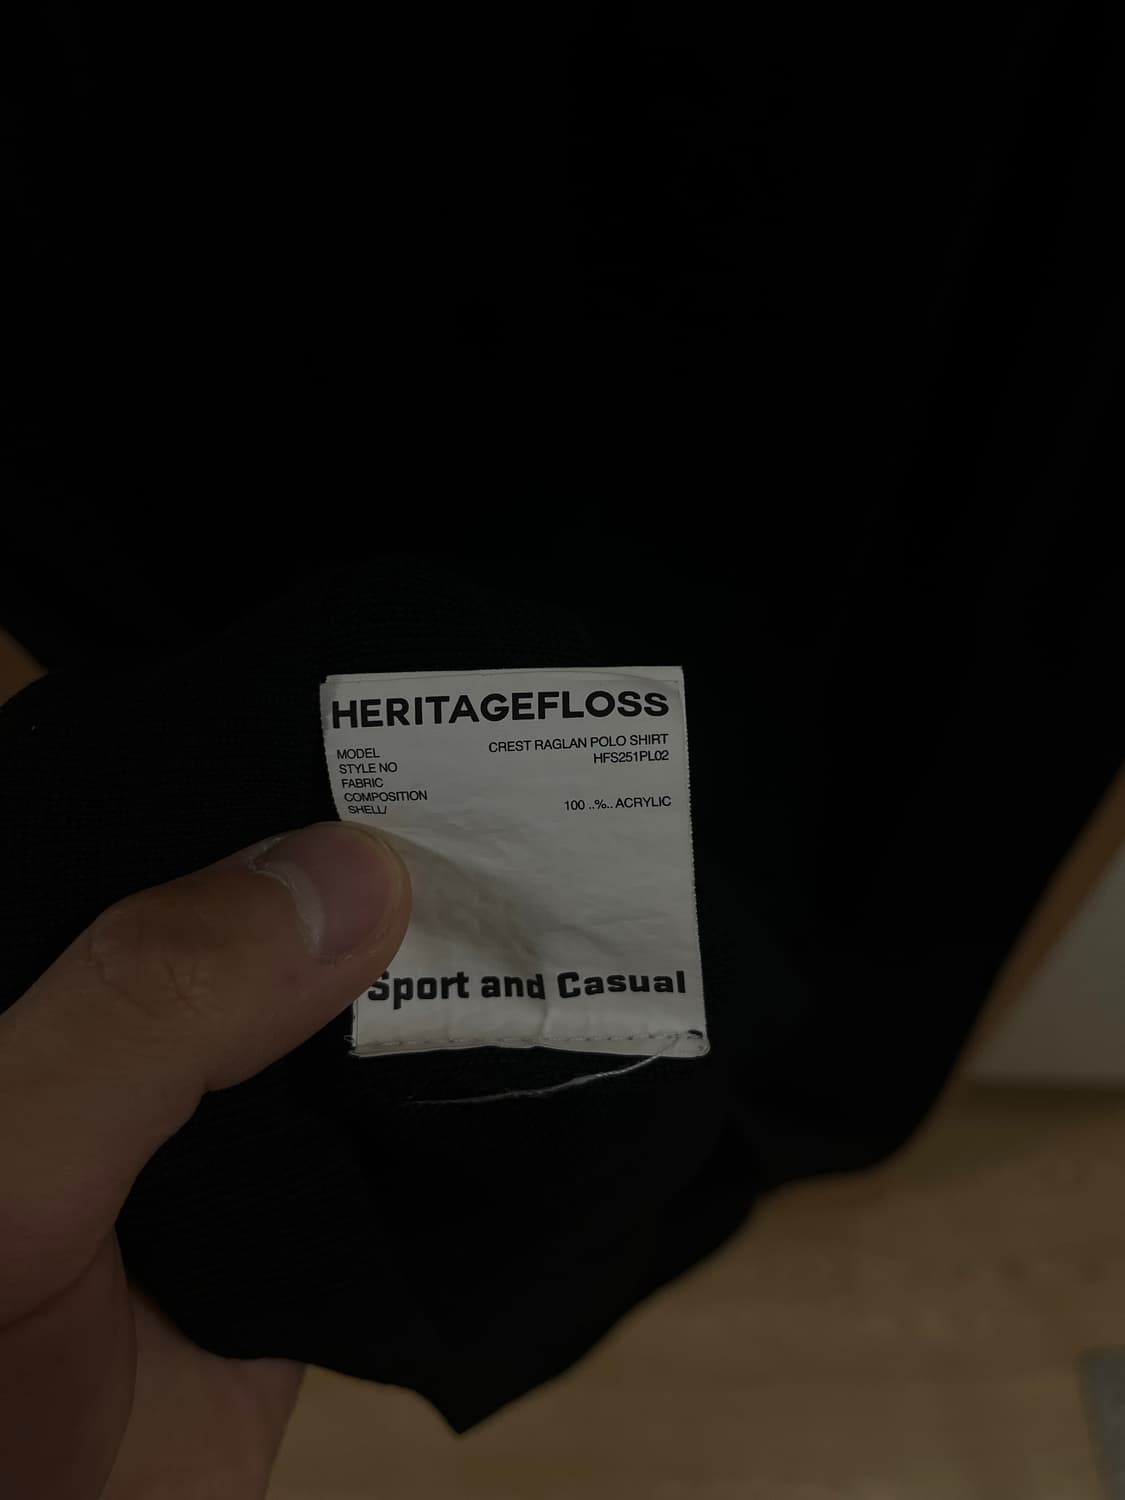 HERITAGEFLOSS
MODEL CREST RAGLAN POLO SHIRT
STYLE NO HFS251PL02
FABRIC
COMPOSITION
SHELL/ 100 ..%.. ACRYLIC
Sport and Casual